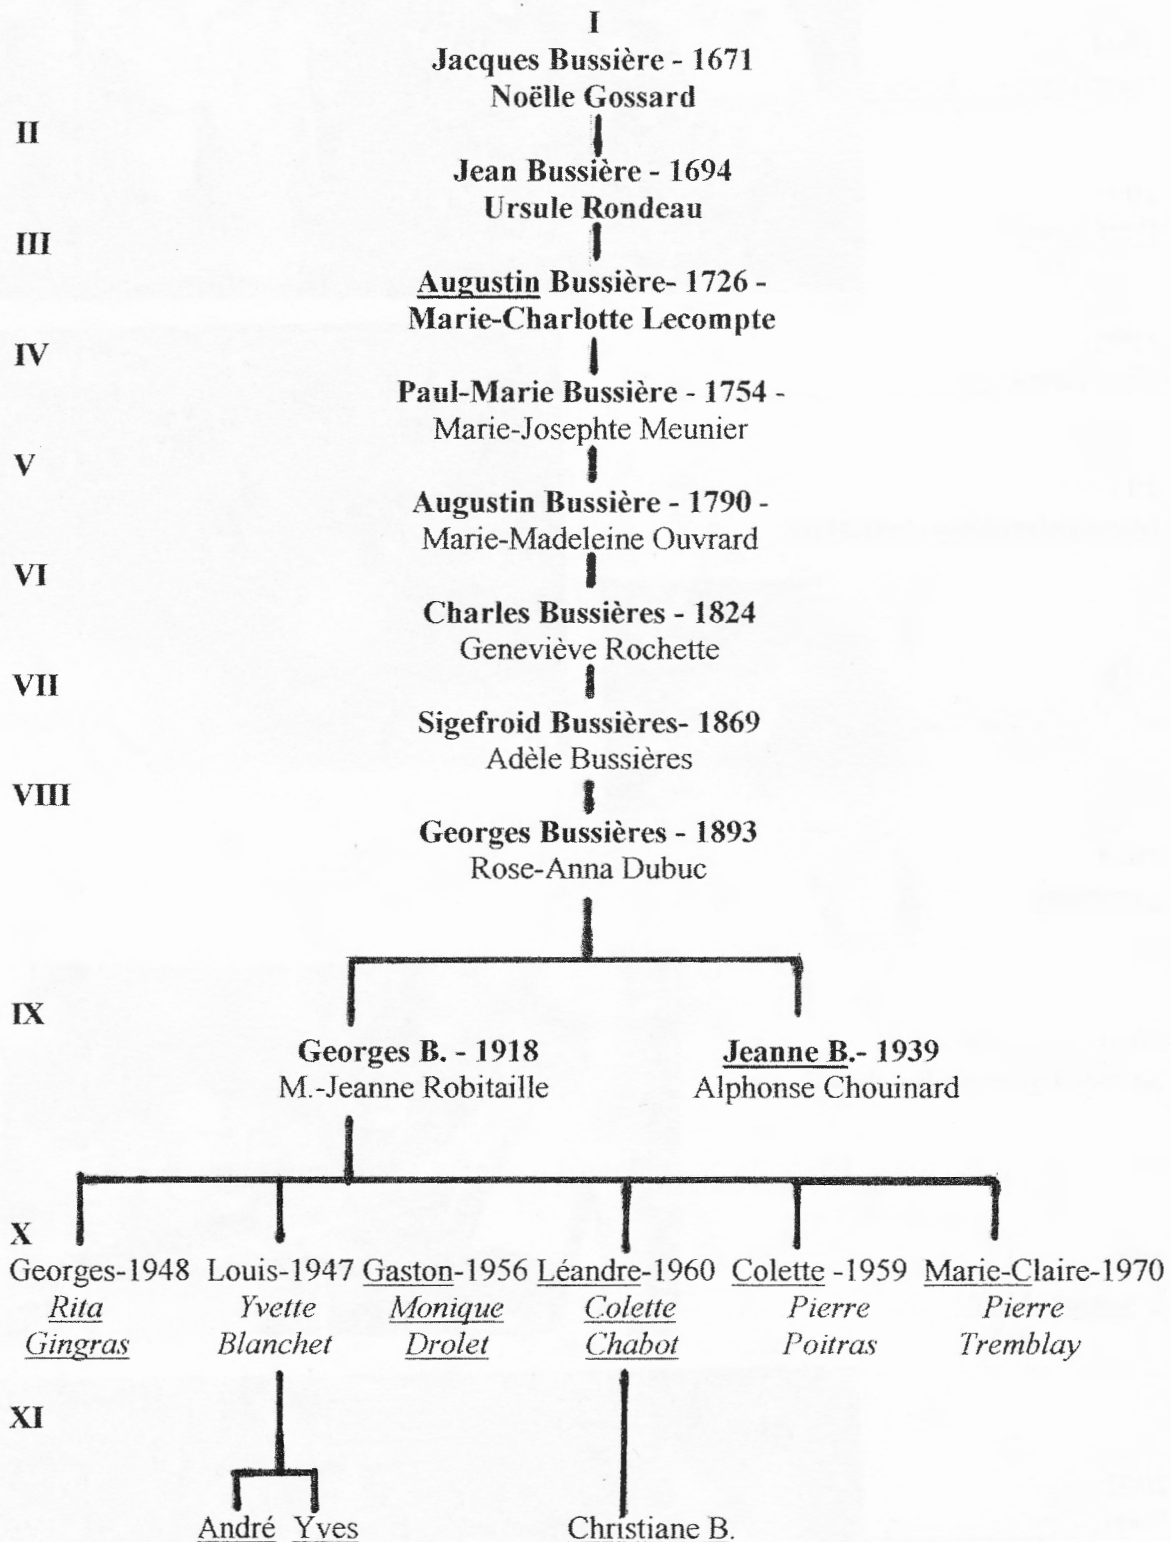 I
Jacques Bussière - 1671
Noëlle Gossard
II
Jean Bussière - 1694
Ursule Rondeau
III
Augustin Bussière- 1726 -
Marie-Charlotte Lecompte
IV
Paul-Marie Bussière - 1754 -
Marie-Josephte Meunier
V
Augustin Bussière - 1790 -
Marie-Madeleine Ouvrard
VI
Charles Bussières - 1824
Geneviève Rochette
VII
Sigefroid Bussières- 1869
Adèle Bussières
VIII
Georges Bussières - 1893
Rose-Anna Dubuc
IX
Georges B. - 1918 Jeanne B.- 1939
M.-Jeanne Robitaille Alphonse Chouinard
X
Georges-1948 Louis-1947 Gaston-1956 Léandre-1960 Colette -1959 Marie-Claire-1970
Rita Yvette Monique Colette Pierre Pierre
Gingras Blanchet Drolet Chabot Poitras Tremblay
XI
André Yves Christiane B.